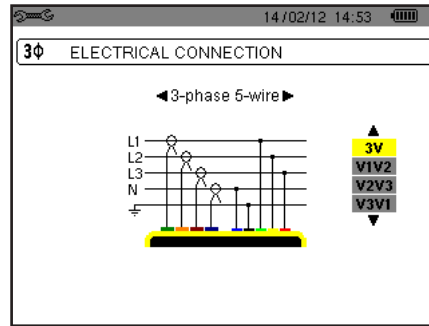 14/02/12 14:53
3Φ ELECTRICAL CONNECTION
◄3-phase 5-wire►
L1
L2
L3
N
3V
V1V2
V2V3
V3V1